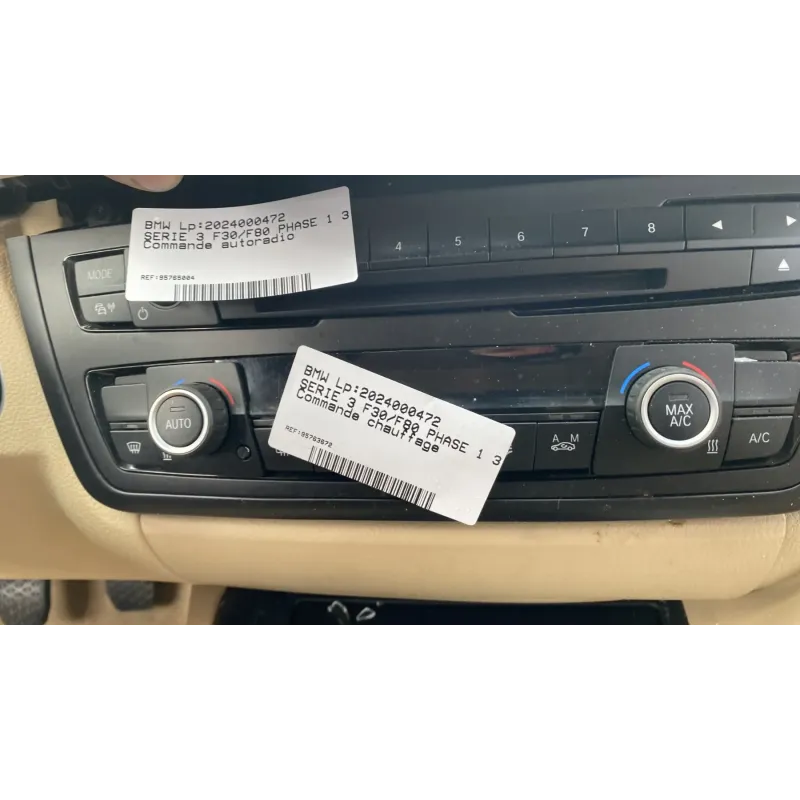 BMW Lp:2024000472
SERIE 3 F30/F80 PHASE 1 3
Commande autoradio
REF:95765004
4 5 6 7 8
MODE
BMW Lp:2024000472
SERIE 3 F30/F80 PHASE 1 3
Commande chauffage
REF:95763872
AUTO
MAX
A/C
A M
A/C